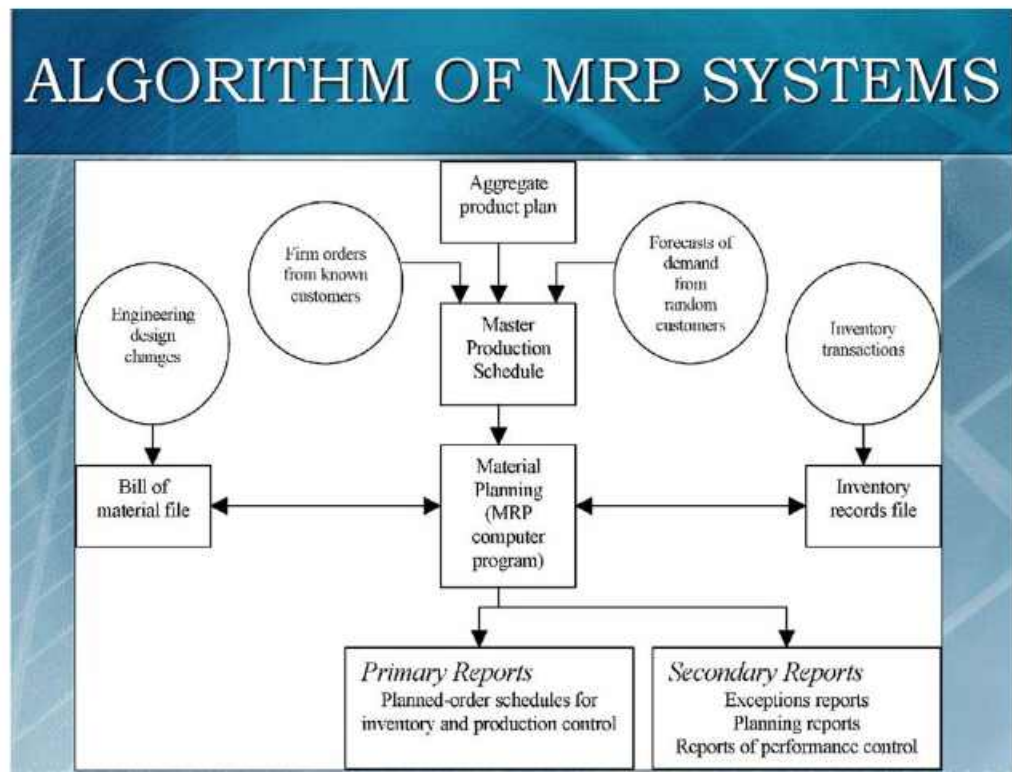 ALGORITHM OF MRP SYSTEMS
Aggregate
product plan
Firm orders
from known
customers
Forecasts of
demand
from
random
customers
Engineering
design
changes
Master
Production
Schedule
Inventory
transactions
Bill of
material file
Material
Planning
(MRP
computer
program)
Inventory
records file
Primary Reports
Planned-order schedules for
inventory and production control
Secondary Reports
Exceptions reports
Planning reports
Reports of performance control